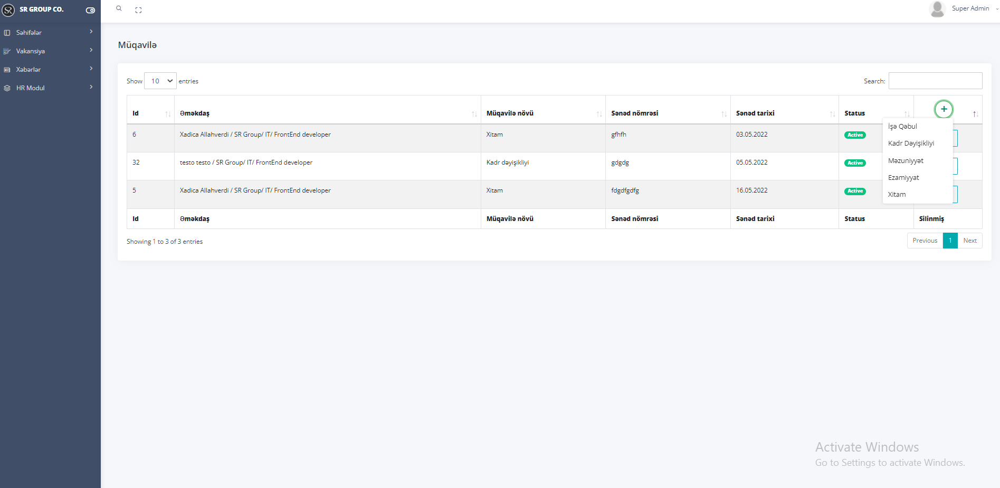 SR GROUP CO.
Super Admin
Səhifələr
Vakansiya
Xəbərlər
HR Modul
Müqavilə
Show 10 entries
Search:
Id Əməkdaş Müqavilə növü Sənəd nömrəsi Sənəd tarixi Status
6 Xadica Allahverdi / SR Group/ IT/ FrontEnd developer Xitam gfhfh 03.05.2022 Active
32 testo testo / SR Group/ IT/ FrontEnd developer Kadr dəyişikliyi gdgdg 05.05.2022 Active
5 Xadica Allahverdi / SR Group/ IT/ FrontEnd developer Xitam fdgdfgdfg 16.05.2022 Active
İşə Qəbul
Kadr Dəyişikliyi
Məzuniyyət
Ezamiyyat
Xitam
Id Əməkdaş Müqavilə növü Sənəd nömrəsi Sənəd tarixi Status Silinmiş
Showing 1 to 3 of 3 entries
Previous 1 Next
Activate Windows
Go to Settings to activate Windows.